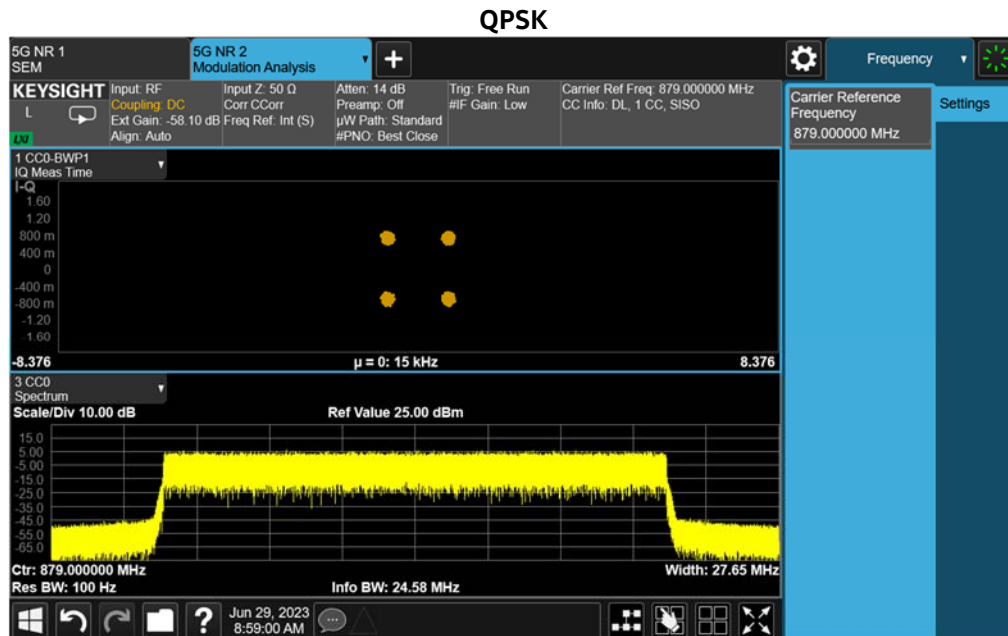 QPSK
5G NR 1
SEM
5G NR 2
Modulation Analysis
+
Frequency
KEYSIGHT
L
LXI
Input: RF
Coupling: DC
Ext Gain: -58.10 dB
Align: Auto
Input Z: 50 Ω
Corr CCorr
Freq Ref: Int (S)
Atten: 14 dB
Preamp: Off
µW Path: Standard
#PNO: Best Close
Trig: Free Run
#IF Gain: Low
Carrier Ref Freq: 879.000000 MHz
CC Info: DL, 1 CC, SISO
Carrier Reference
Frequency
879.000000 MHz
Settings
1 CC0-BWP1
IQ Meas Time
I-Q
1.60
1.20
800 m
400 m
0
-400 m
-800 m
-1.20
-1.60
-8.376
µ = 0: 15 kHz
8.376
3 CC0
Spectrum
Scale/Div 10.00 dB
Ref Value 25.00 dBm
15.0
5.00
-5.00
-15.0
-25.0
-35.0
-45.0
-55.0
-65.0
Ctr: 879.000000 MHz
Width: 27.65 MHz
Res BW: 100 Hz
Info BW: 24.58 MHz
?
Jun 29, 2023
8:59:00 AM